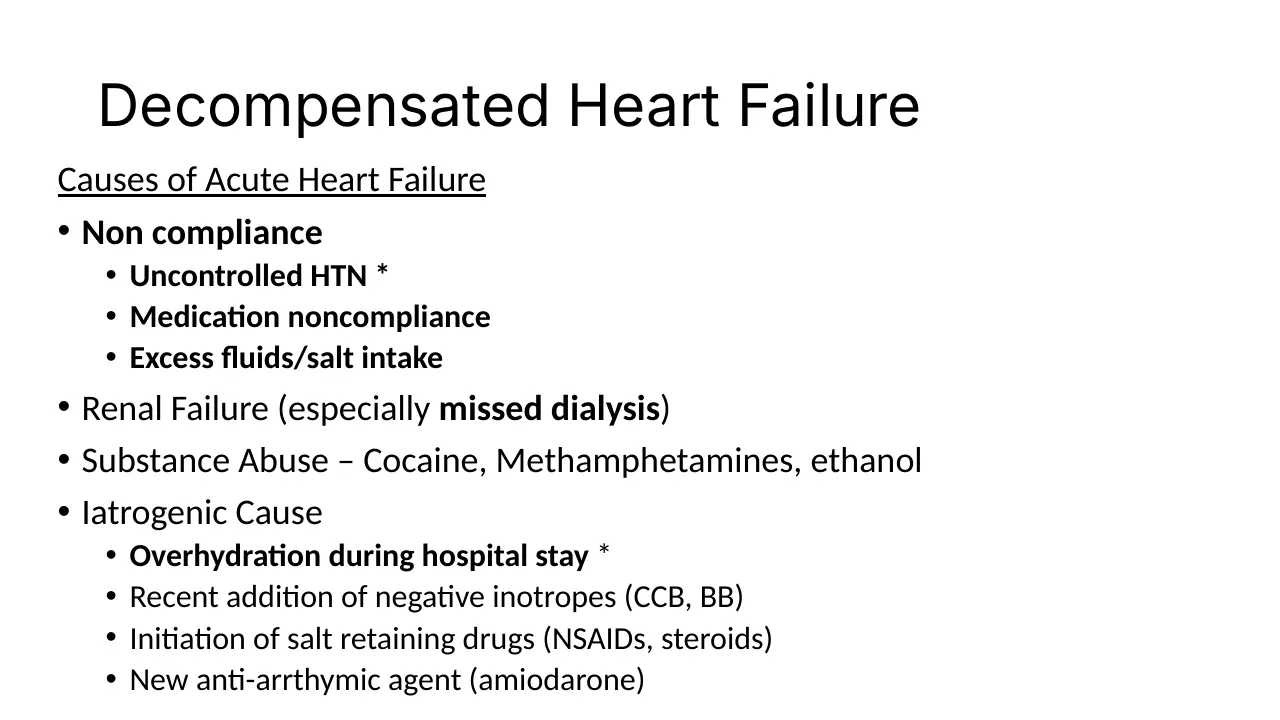 Decompensated Heart Failure
Causes of Acute Heart Failure
• Non compliance
• Uncontrolled HTN *
• Medication noncompliance
• Excess fluids/salt intake
• Renal Failure (especially missed dialysis)
• Substance Abuse – Cocaine, Methamphetamines, ethanol
• Iatrogenic Cause
• Overhydration during hospital stay *
• Recent addition of negative inotropes (CCB, BB)
• Initiation of salt retaining drugs (NSAIDs, steroids)
• New anti-arrthymic agent (amiodarone)